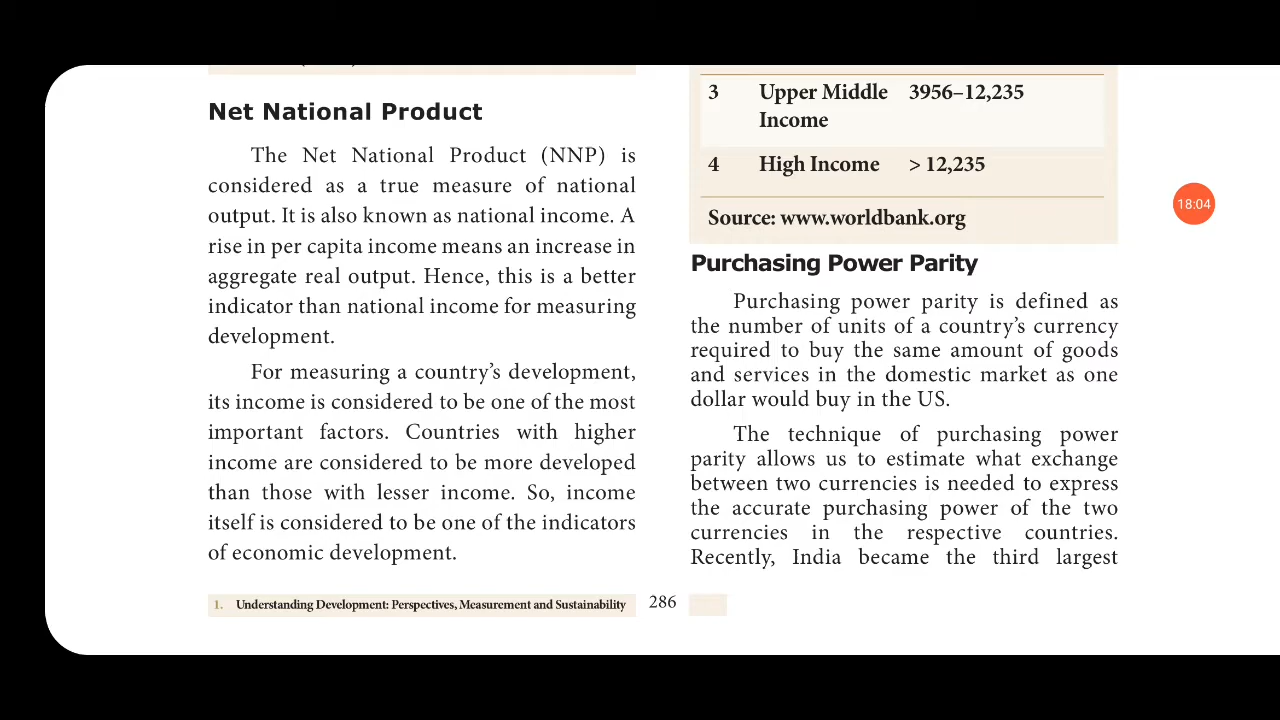 Net National Product
The Net National Product (NNP) is
considered as a true measure of national
output. It is also known as national income. A
rise in per capita income means an increase in
aggregate real output. Hence, this is a better
indicator than national income for measuring
development.
For measuring a country's development,
its income is considered to be one of the most
important factors. Countries with higher
income are considered to be more developed
than those with lesser income. So, income
itself is considered to be one of the indicators
of economic development.
1. Understanding Development: Perspectives, Measurement and Sustainability
286
3 Upper Middle 3956–12,235
Income
4 High Income > 12,235
Source: www.worldbank.org
Purchasing Power Parity
Purchasing power parity is defined as
the number of units of a country's currency
required to buy the same amount of goods
and services in the domestic market as one
dollar would buy in the US.
The technique of purchasing power
parity allows us to estimate what exchange
between two currencies is needed to express
the accurate purchasing power of the two
currencies in the respective countries.
Recently, India became the third largest
18:04